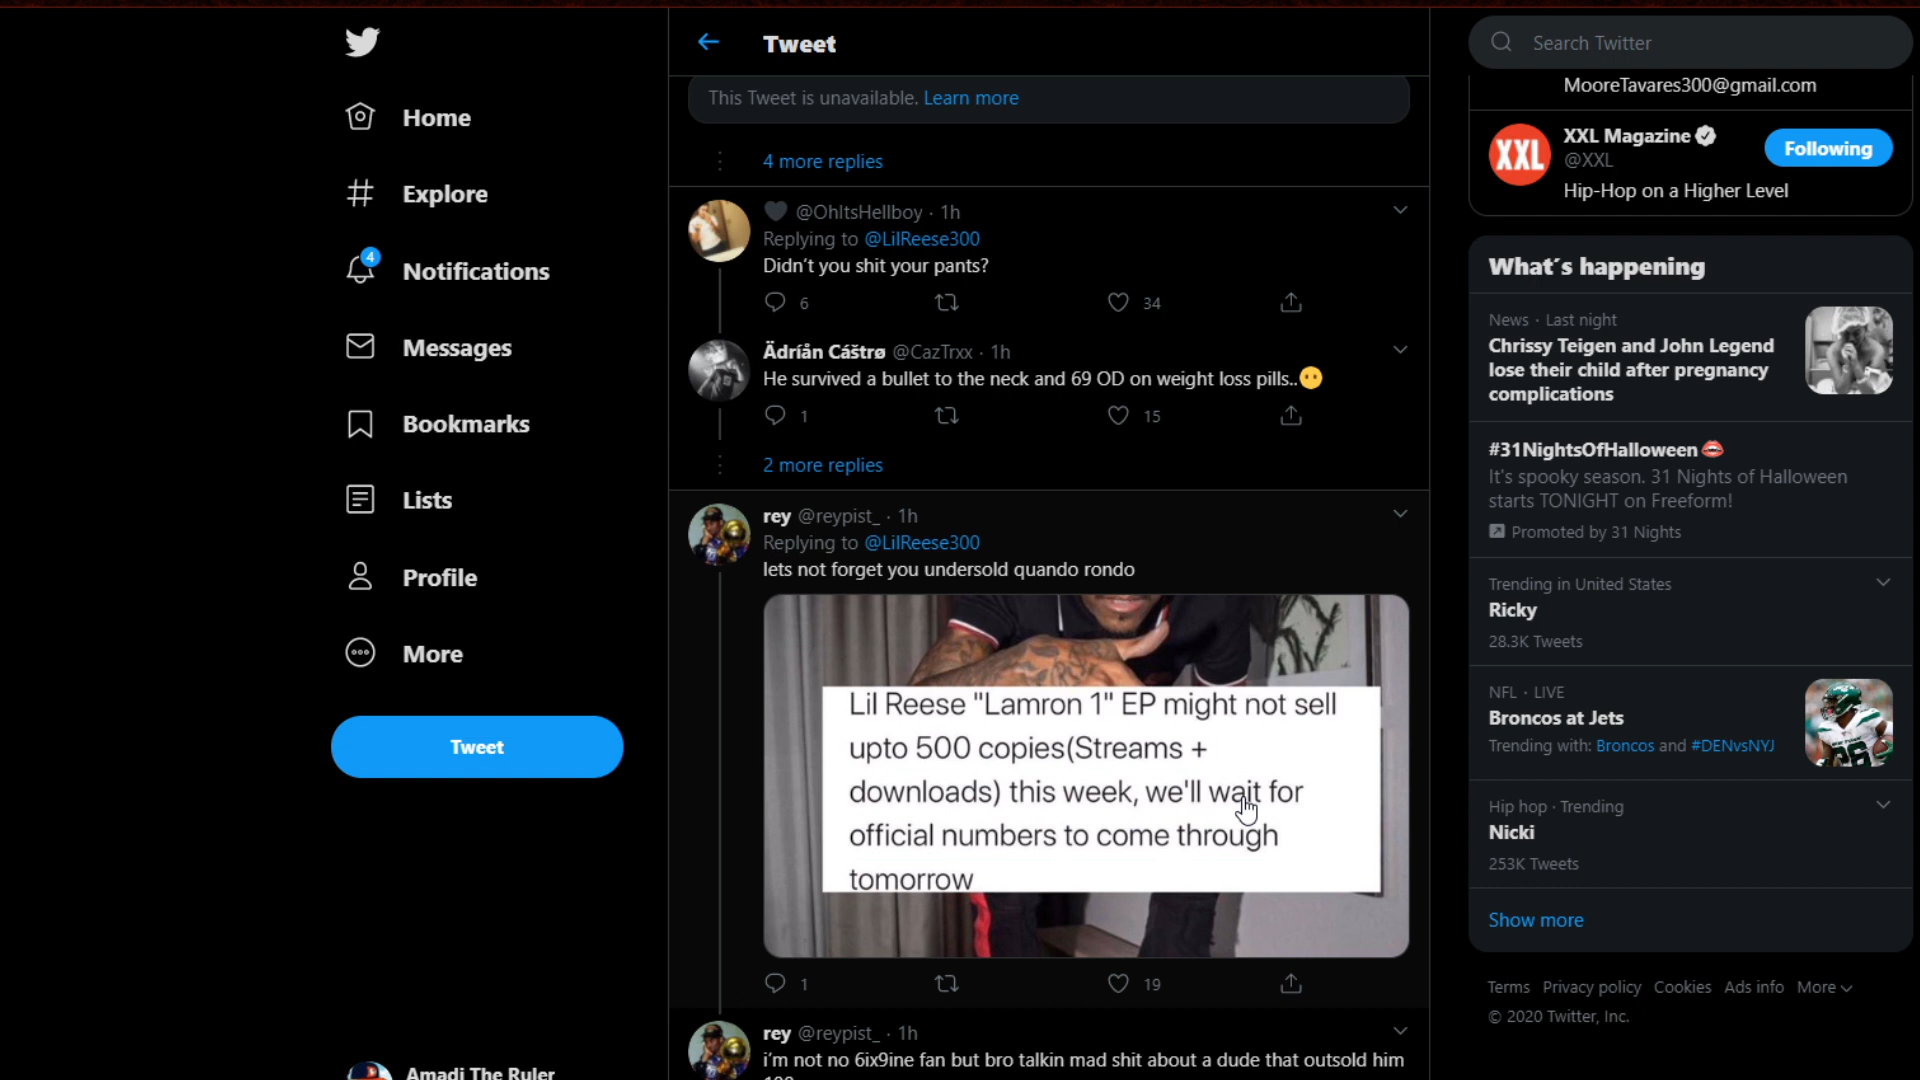 Home
Explore
4
Notifications
Messages
Bookmarks
Lists
Profile
More
Tweet
Amadi The Ruler
Tweet
This Tweet is unavailable. Learn more
4 more replies
@OhItsHellboy · 1h
Replying to @LilReese300
Didn't you shit your pants?
6 34
Ädríån Cáštrø @CazTrxx · 1h
He survived a bullet to the neck and 69 OD on weight loss pills..
1 15
2 more replies
rey @reypist_ · 1h
Replying to @LilReese300
lets not forget you undersold quando rondo
Lil Reese "Lamron 1" EP might not sell
upto 500 copies(Streams +
downloads) this week, we'll wait for
official numbers to come through
tomorrow
1 19
rey @reypist_ · 1h
i'm not no 6ix9ine fan but bro talkin mad shit about a dude that outsold him
Search Twitter
MooreTavares300@gmail.com
XXL
XXL Magazine
@XXL
Following
Hip-Hop on a Higher Level
What's happening
News · Last night
Chrissy Teigen and John Legend
lose their child after pregnancy
complications
#31NightsOfHalloween
It's spooky season. 31 Nights of Halloween
starts TONIGHT on Freeform!
Promoted by 31 Nights
Trending in United States
Ricky
28.3K Tweets
NFL · LIVE
Broncos at Jets
Trending with: Broncos and #DENvsNYJ
Hip hop · Trending
Nicki
253K Tweets
Show more
Terms Privacy policy Cookies Ads info More
© 2020 Twitter, Inc.